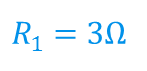 R₁ = 3Ω